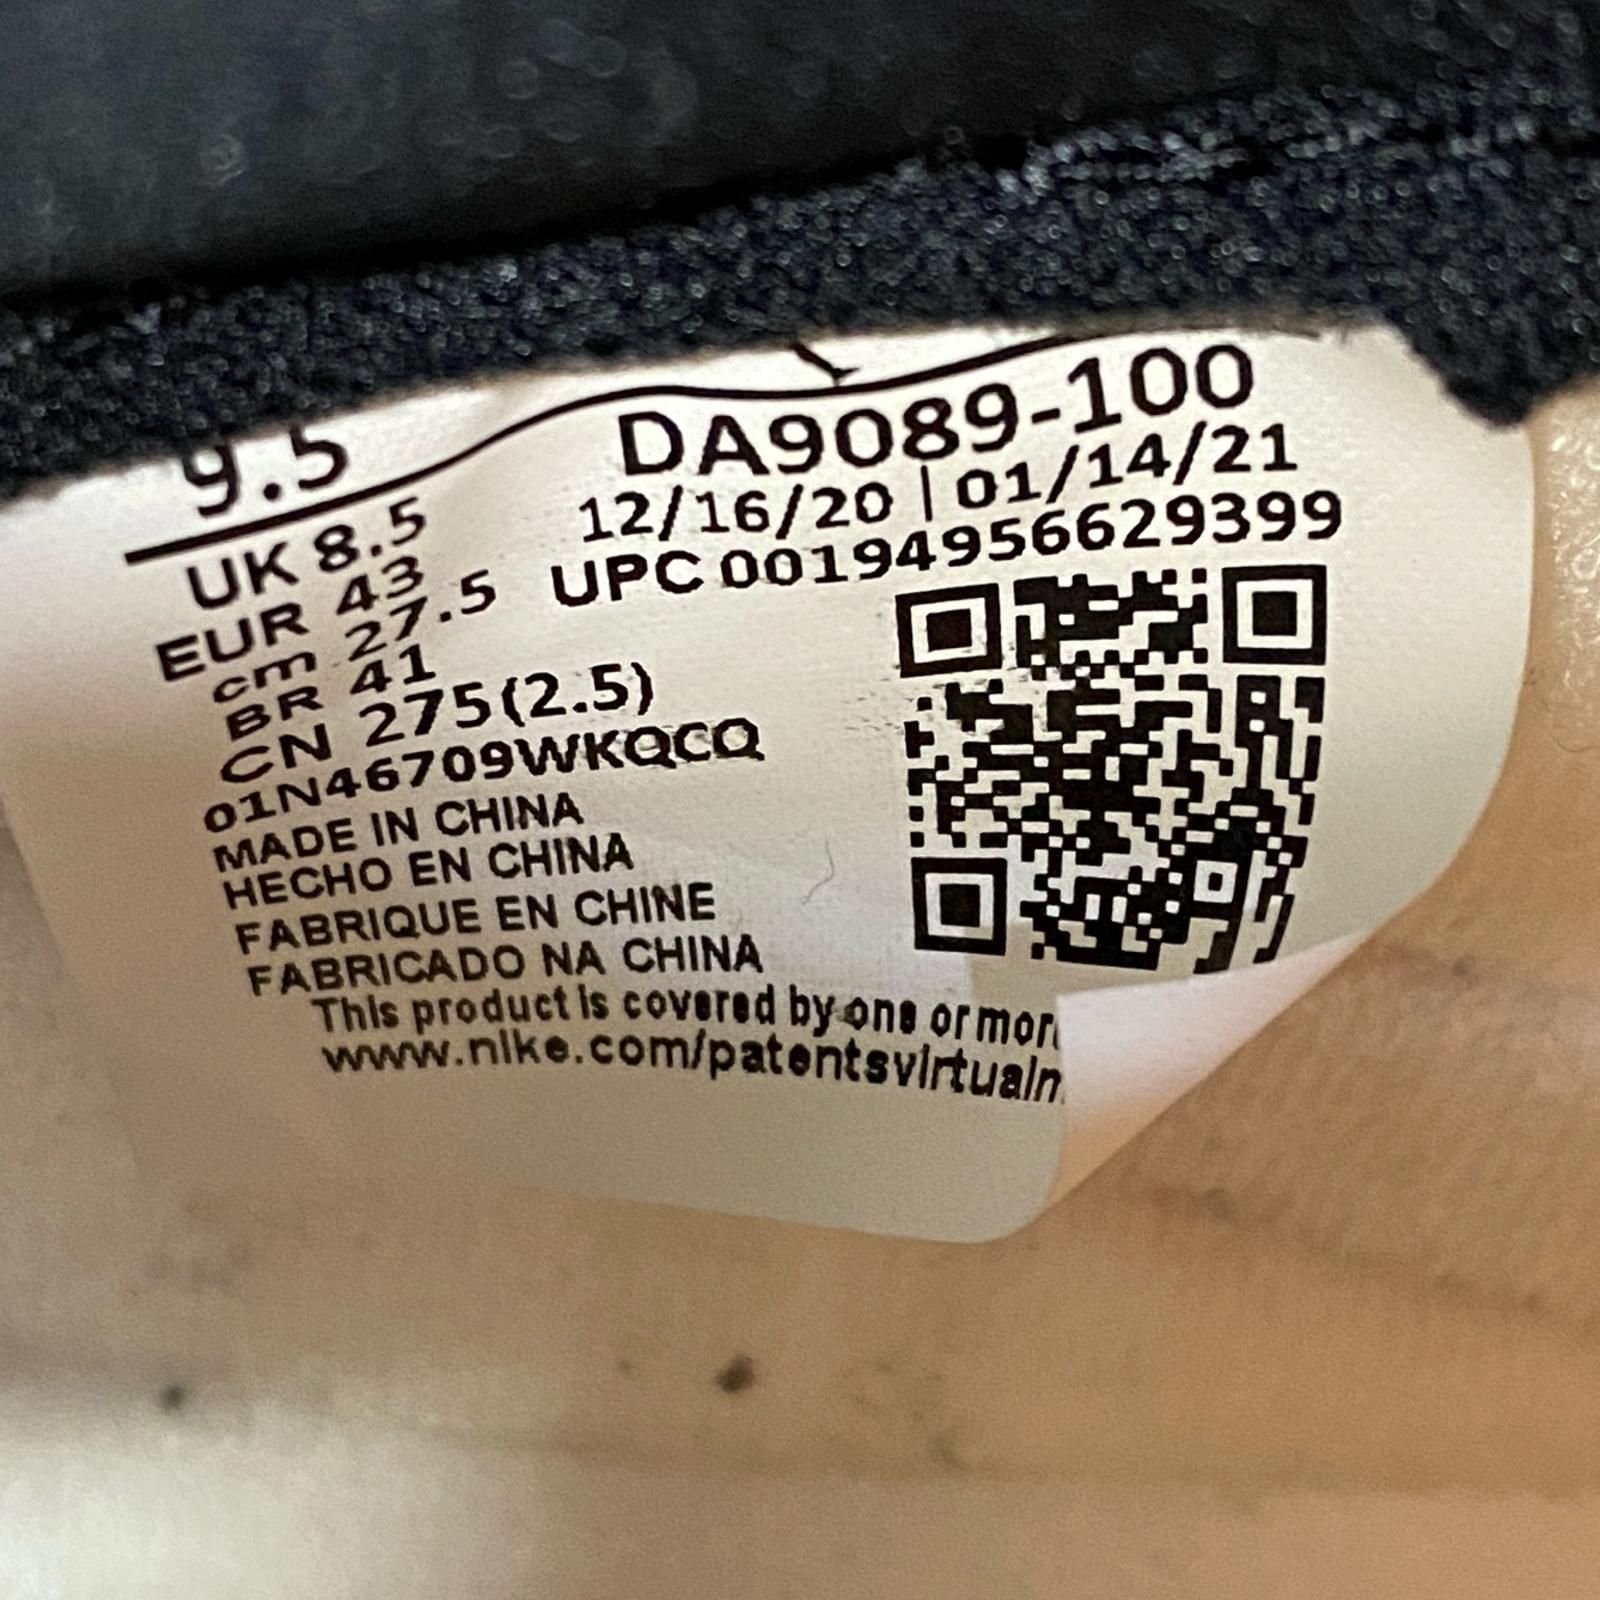 9.5
UK 8.5
EUR 43
cm 27.5
BR 41
CN 275(2.5)
01N46709WKQCQ
DA9089-100
12/16/20 | 01/14/21
UPC 00194956629399
MADE IN CHINA
HECHO EN CHINA
FABRIQUE EN CHINE
FABRICADO NA CHINA
This product is covered by one or mor
www.nike.com/patentsvirtualm